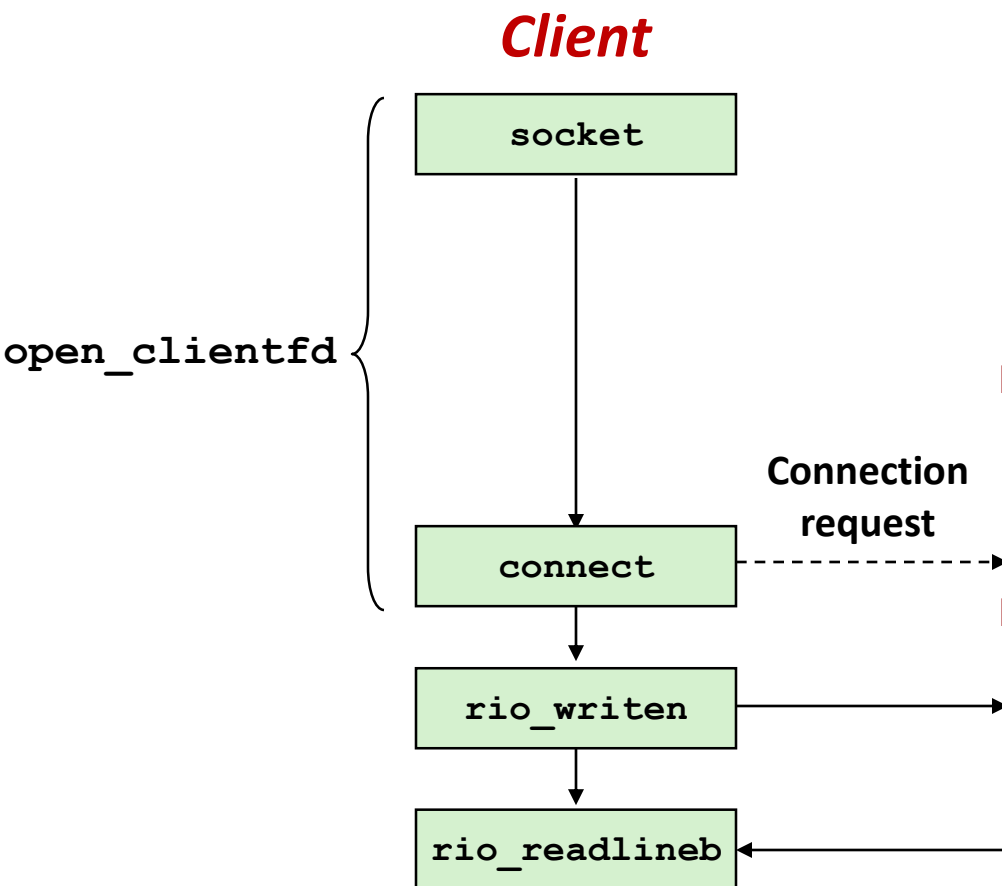 Client
socket
open_clientfd
Connection
request
connect
rio_writen
rio_readlineb